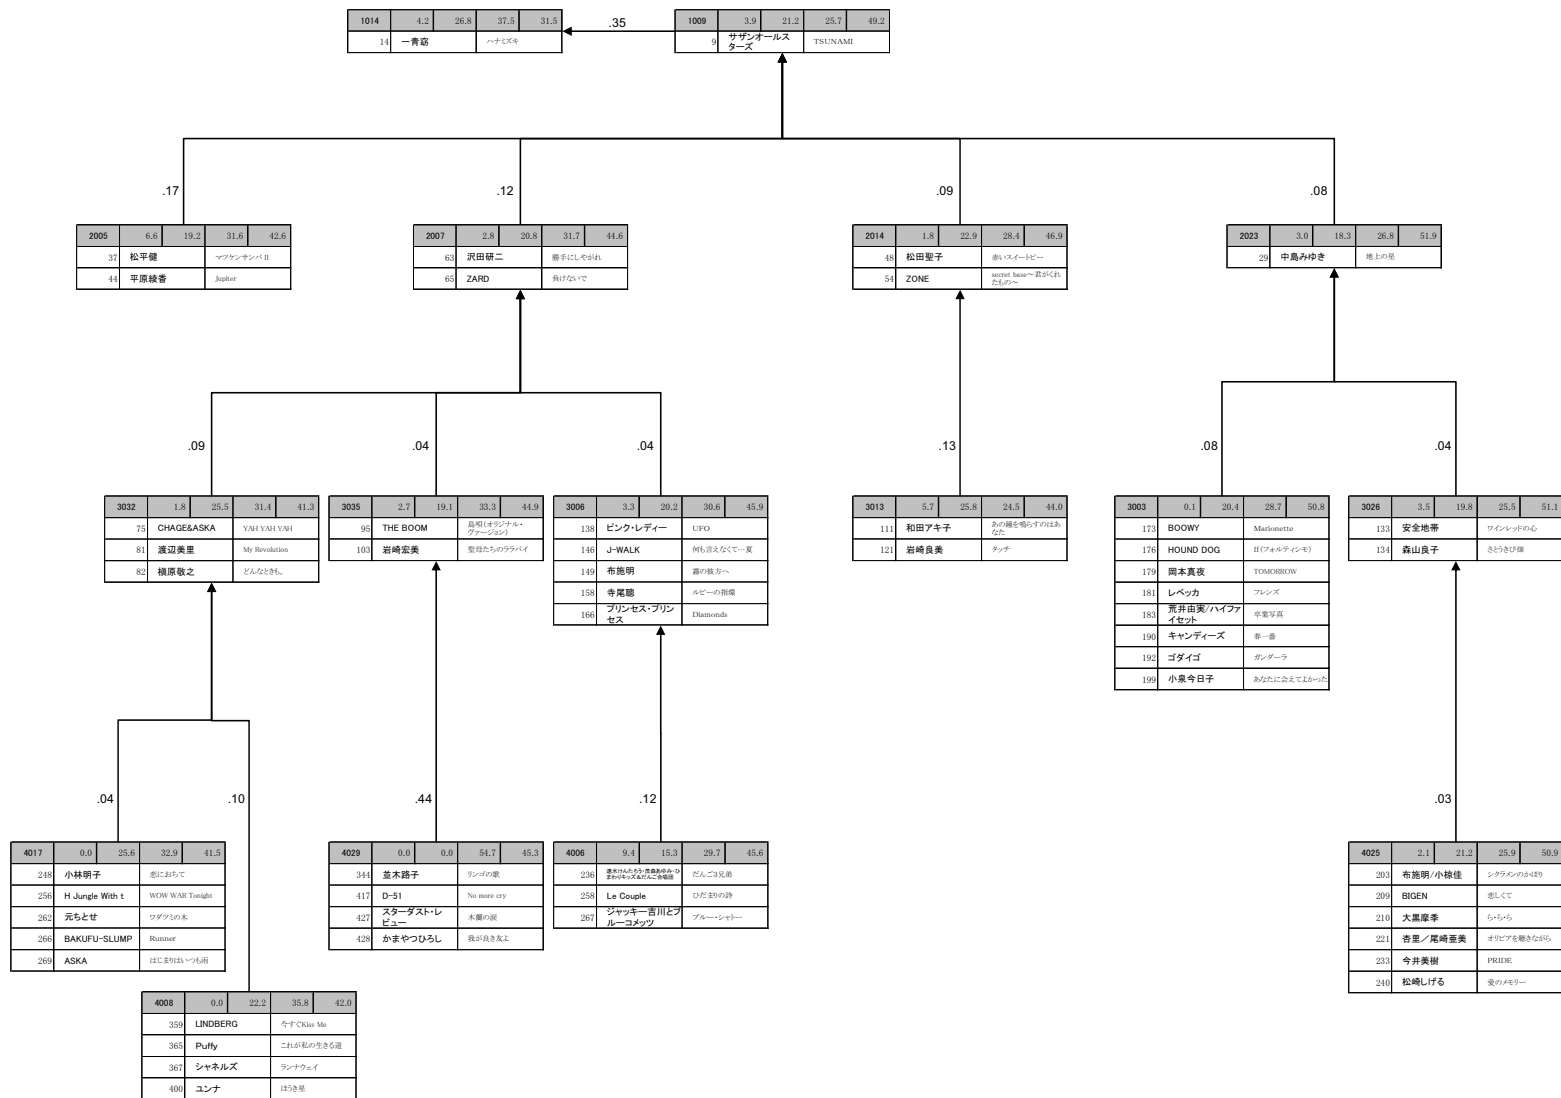 1014 4.2 26.8 37.5 31.5
14 一青窈 ハナミズキ
.35
1009 3.9 21.2 25.7 49.2
9 サザンオールス
ターズ TSUNAMI
.17
.12
.09
.08
2005 6.6 19.2 31.6 42.6
37 松平健 マツケンサンバ II
44 平原綾香 Jupiter
2007 2.8 20.8 31.7 44.6
63 沢田研二 勝手にしやがれ
65 ZARD 負けないで
2014 1.8 22.9 28.4 46.9
48 松田聖子 赤いスイートピー
54 ZONE secret base～君がくれ
たもの～
2023 3.0 18.3 26.8 51.9
29 中島みゆき 地上の星
.09
.04
.04
.13
.08
.04
3032 1.8 25.5 31.4 41.3
75 CHAGE&ASKA YAH YAH YAH
81 渡辺美里 My Revolution
82 槇原敬之 どんなときも。
3035 2.7 19.1 33.3 44.9
95 THE BOOM 島唄(オリジナル・
ヴァージョン)
103 岩崎宏美 聖母たちのララバイ
3006 3.3 20.2 30.6 45.9
138 ピンク・レディー UFO
146 J-WALK 何も言えなくて…夏
149 布施明 霧の彼方へ
158 寺尾聰 ルビーの指環
166 プリンセス・プリン
セス Diamonds
3013 5.7 25.8 24.5 44.0
111 和田アキ子 あの鐘を鳴らすのはあ
なた
121 岩崎良美 タッチ
3003 0.1 20.4 28.7 50.8
173 BOOWY Marionette
176 HOUND DOG ff(フォルティシモ)
179 岡本真夜 TOMORROW
181 レベッカ フレンズ
183 荒井由実/ハイファ
イセット 卒業写真
190 キャンディーズ 春一番
192 ゴダイゴ ガンダーラ
199 小泉今日子 あなたに会えてよかった
3026 3.5 19.8 25.5 51.1
133 安全地帯 ワインレッドの心
134 森山良子 さとうきび畑
.04
.10
.44
.12
.03
4017 0.0 25.6 32.9 41.5
248 小林明子 恋におちて
256 H Jungle With t WOW WAR Tonight
262 元ちとせ ワダツミの木
266 BAKUFU-SLUMP Runner
269 ASKA はじまりはいつも雨
4029 0.0 0.0 54.7 45.3
344 並木路子 リンゴの歌
417 D-51 No more cry
427 スターダスト・レ
ビュー 木蘭の涙
428 かまやつひろし 我が良き友よ
4006 9.4 15.3 29.7 45.6
236 速水けんたろう・茂森あゆみ・ひ
まわりキッズ&だんご合唱団 だんご3兄弟
258 Le Couple ひだまりの詩
267 ジャッキー吉川とブ
ルーコメッツ ブルー・シャトー
4025 2.1 21.2 25.9 50.9
203 布施明/小椋佳 シクラメンのかほり
209 BIGEN 恋しくて
210 大黒摩季 ら・ら・ら
221 杏里／尾崎亜美 オリビアを聴きながら
233 今井美樹 PRIDE
240 松崎しげる 愛のメモリー
4008 0.0 22.2 35.8 42.0
359 LINDBERG 今すぐKiss Me
365 Puffy これが私の生きる道
367 シャネルズ ランナウェイ
400 ユンナ ほうき星